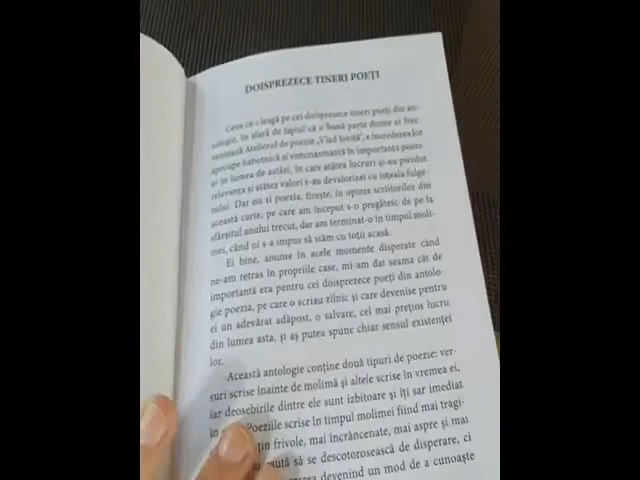 DOISPREZECE TINERI POEȚI
Ceea ce-i leagă pe cei doisprezece tineri poeți din an-
tologie, în afară de faptul că o bună parte dintre ei frec-
ventează Atelierul de poezie „Vlad Ioviță”, e încrederea lor
aproape habotnică și entuziasmantă în importanța poezi-
ei în lumea de astăzi, în care atâtea lucruri și-au pierdut
relevanța și atâtea valori s-au devalorizat cu iuțeala fulge-
rului. Dar nu și poezia, firește, în opinia scriitorilor din
această carte, pe care am început s-o pregătesc de pe la
sfârșitul anului trecut, dar am terminat-o în timpul moli-
mei, când ni s-a impus să stăm cu toții acasă.
Ei bine, anume în acele momente disperate când
ne-am retras în propriile case, mi-am dat seama cât de
importantă era pentru cei doisprezece poeți din antolo-
gie poezia, pe care o scriau zilnic și care devenise pentru
ei un adevărat adăpost, o salvare, cel mai prețios lucru
din lumea asta, și aș putea spune chiar sensul existenței
lor.
Această antologie conține două tipuri de poezie: ver-
suri scrise înainte de molimă și altele scrise în vremea ei,
iar deosebirile dintre ele sunt izbitoare și îți sar imediat
în Poeziile scrise în timpul molimei fiind mai tragi-
țin frivole, mai încrâncenate, mai aspre și mai
să se descotorosească de disperare, ci
devenind un mod de a cunoaște